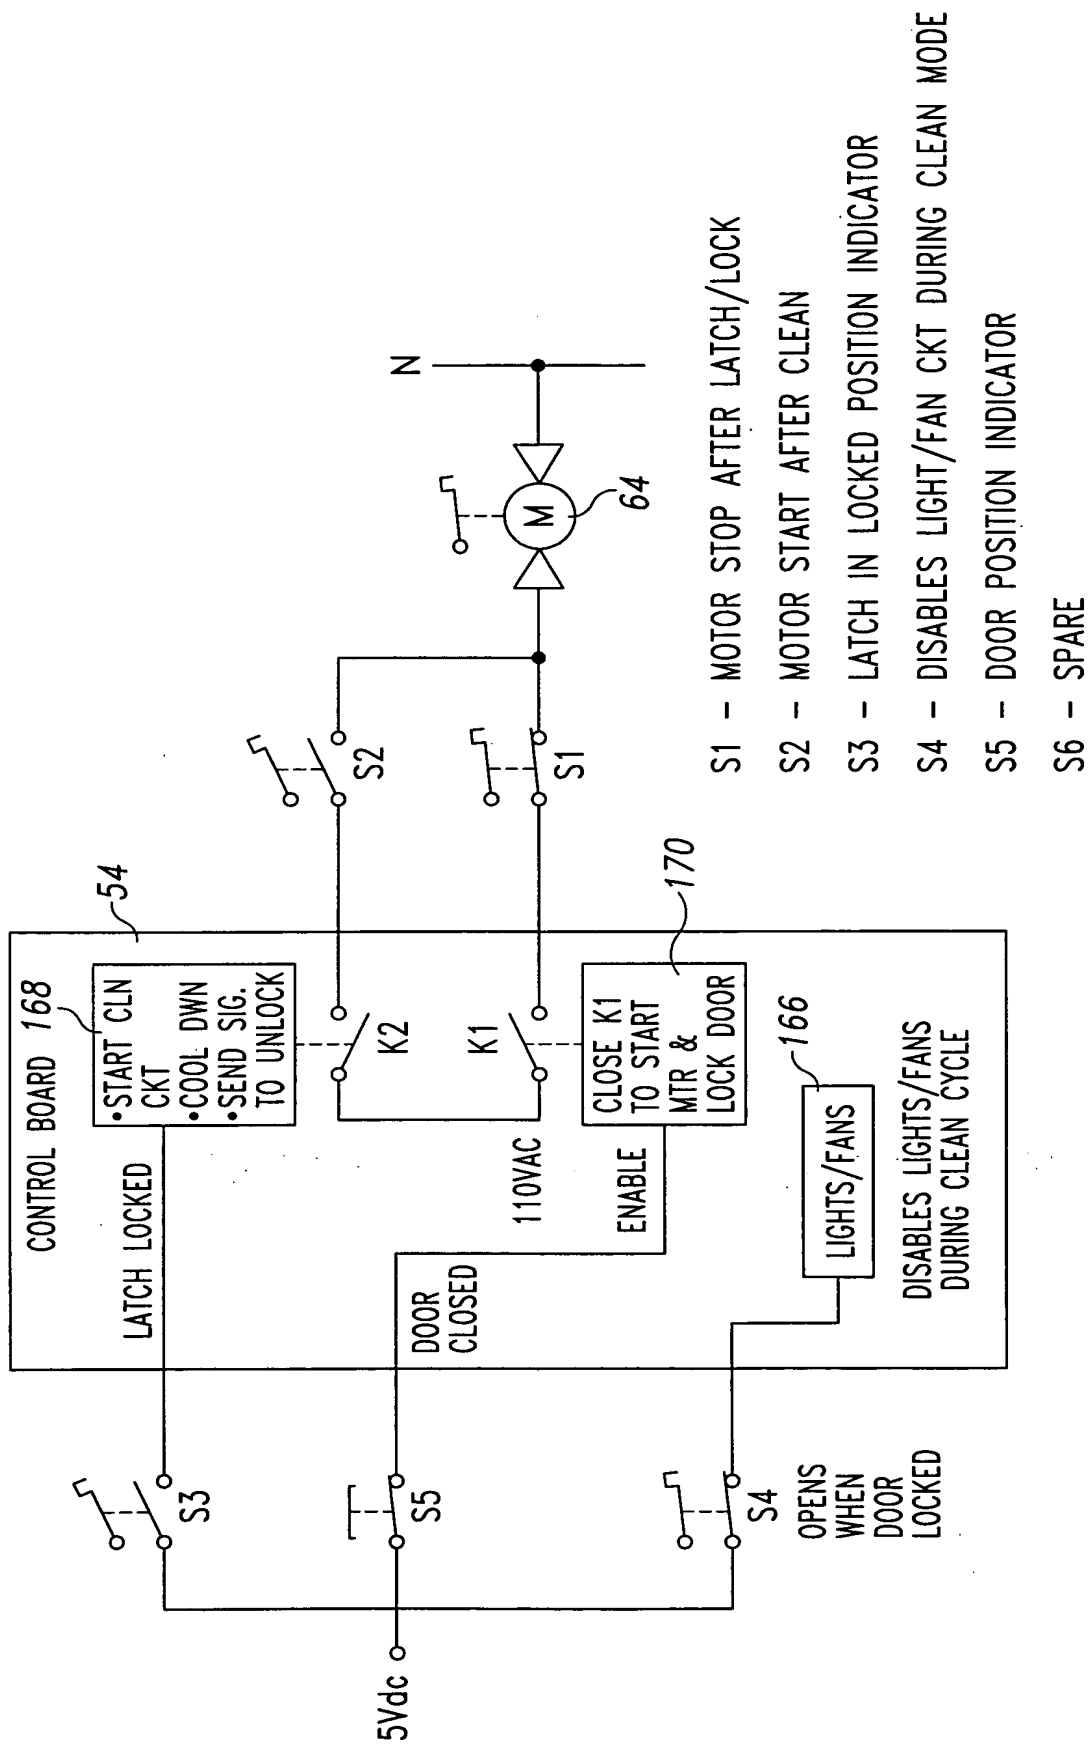 CONTROL BOARD
168
54
•START CLN
CKT
•COOL DWN
•SEND SIG.
TO UNLOCK
LATCH LOCKED
S3
K2
S2
N
M
64
5Vdc
S5
DOOR
CLOSED
110VAC
K1
S1
ENABLE
CLOSE K1
TO START
MTR &
LOCK DOOR
170
S4
OPENS
WHEN
DOOR
LOCKED
LIGHTS/FANS
166
DISABLES LIGHTS/FANS
DURING CLEAN CYCLE
S1 - MOTOR STOP AFTER LATCH/LOCK
S2 - MOTOR START AFTER CLEAN
S3 - LATCH IN LOCKED POSITION INDICATOR
S4 - DISABLES LIGHT/FAN CKT DURING CLEAN MODE
S5 - DOOR POSITION INDICATOR
S6 - SPARE